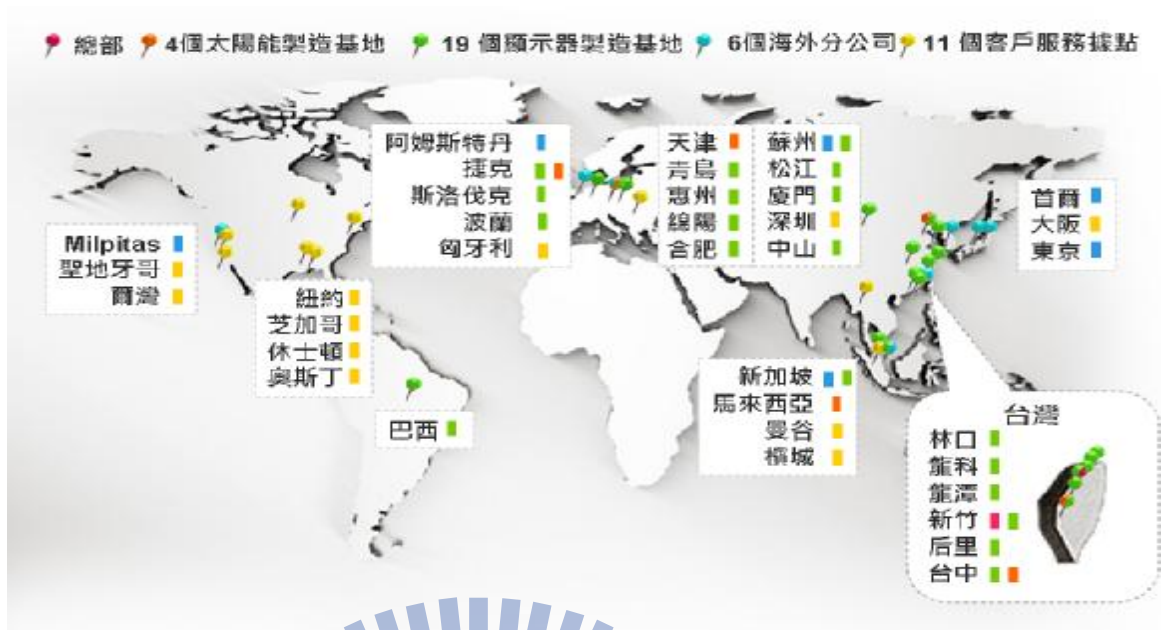 總部 4個太陽能製造基地 19 個顯示器製造基地 6個海外分公司 11 個客戶服務據點
阿姆斯特丹
捷克
斯洛伐克
波蘭
匈牙利
天津
青島
惠州
綿陽
合肥
蘇州
松江
廈門
深圳
中山
首爾
大阪
東京
Milpitas
聖地牙哥
爾灣
紐約
芝加哥
休士頓
奧斯丁
巴西
新加坡
馬來西亞
曼谷
檳城
台灣
林口
龍科
龍潭
新竹
后里
台中